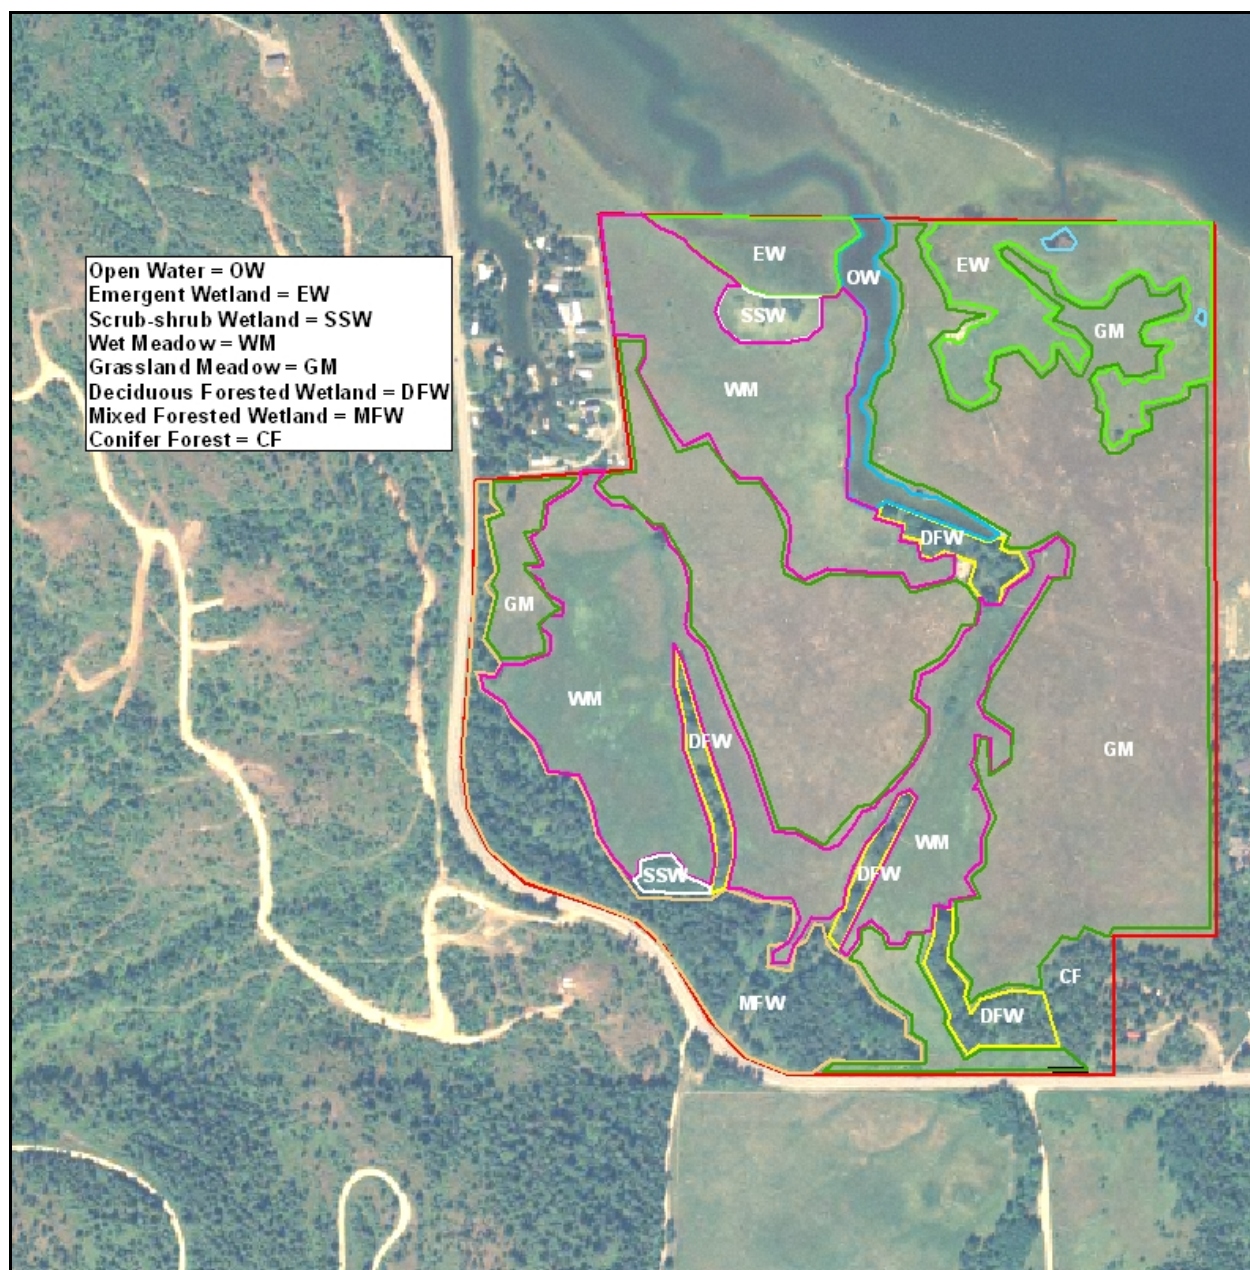 EW
OW
EW
SSW
GM
WM
Open Water = OW
Emergent Wetland = EW
Scrub-shrub Wetland = SSW
Wet Meadow = WM
Grassland Meadow = GM
Deciduous Forested Wetland = DFW
Mixed Forested Wetland = MFW
Conifer Forest = CF
DFW
GM
WM
DFW
GM
WM
SSW
DFW
CF
MFW
DFW